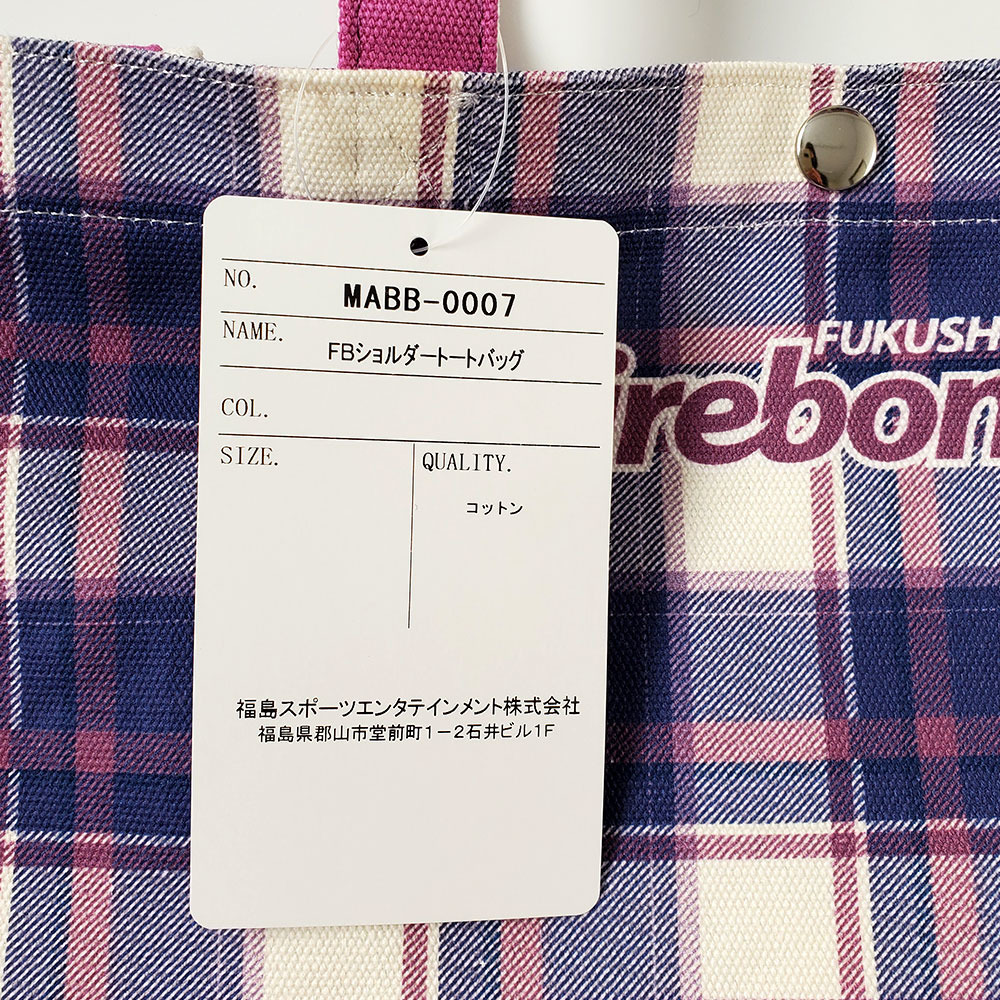 NO.
MABB-0007
NAME.
FBショルダートートバッグ
COL.
SIZE.
QUALITY.
コットン
福島スポーツエンタテインメント株式会社
福島県郡山市堂前町1-2石井ビル1F
FUKUSH
irebon